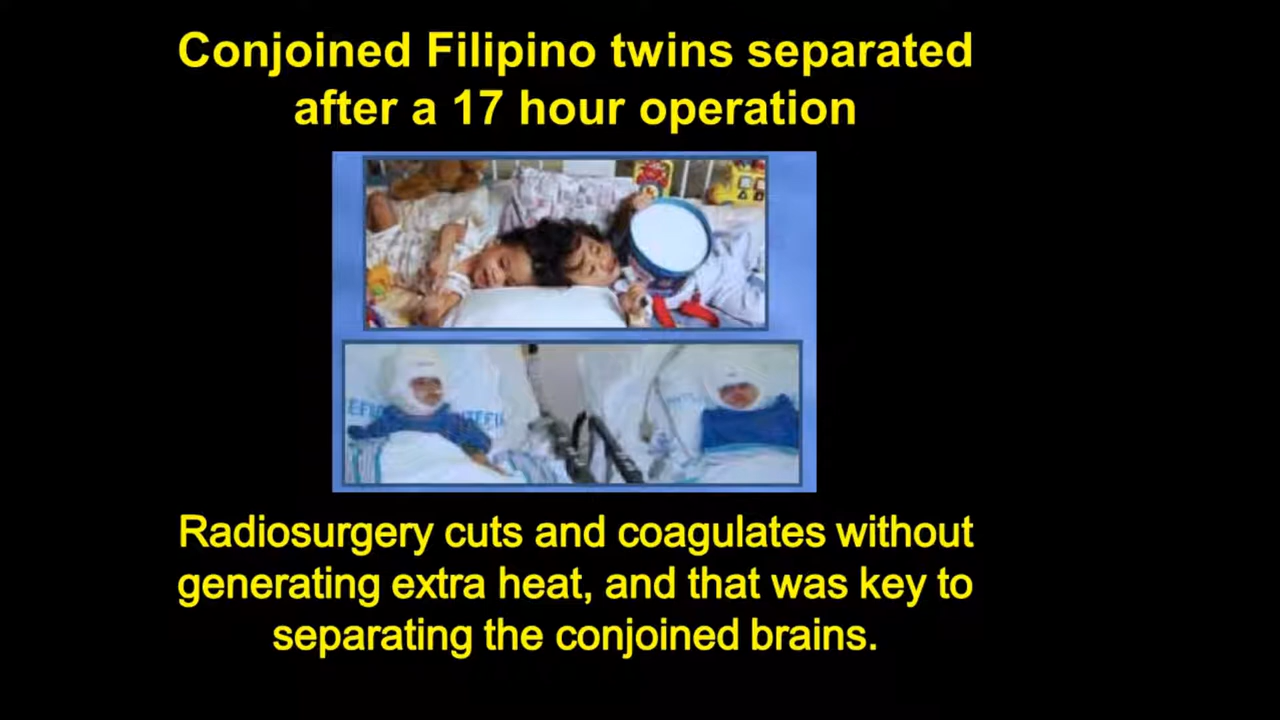 Conjoined Filipino twins separated
after a 17 hour operation
Radiosurgery cuts and coagulates without
generating extra heat, and that was key to
separating the conjoined brains.